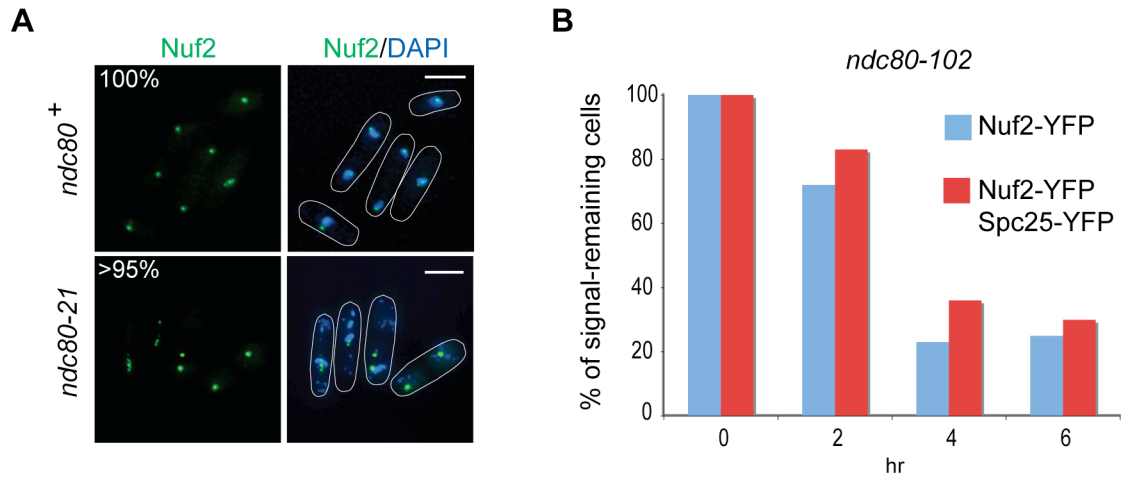 A
Nuf2
Nuf2/DAPI
ndc80+
100%
ndc80-21
>95%
B
ndc80-102
% of signal-remaining cells
100
80
60
40
20
0
0
2
4
6
hr
Nuf2-YFP
Nuf2-YFP
Spc25-YFP